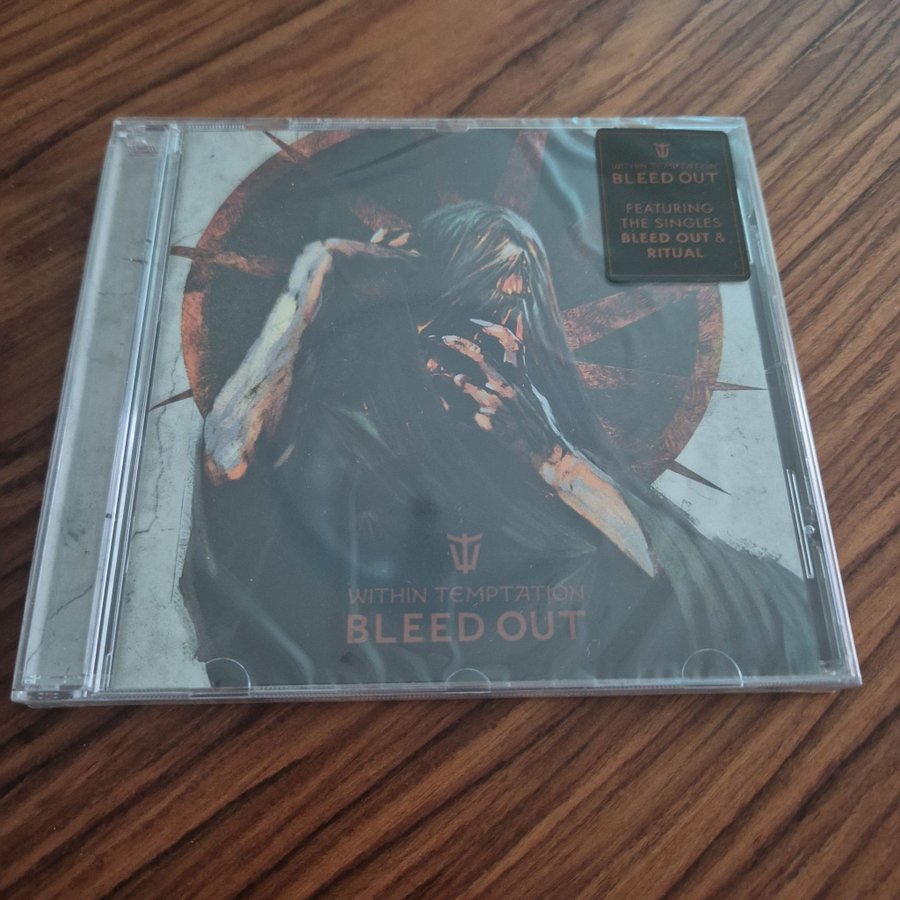 WITHIN TEMPTATION
BLEED OUT
FEATURING
THE SINGLES
BLEED OUT &
RITUAL
WITHIN TEMPTATION
BLEED OUT